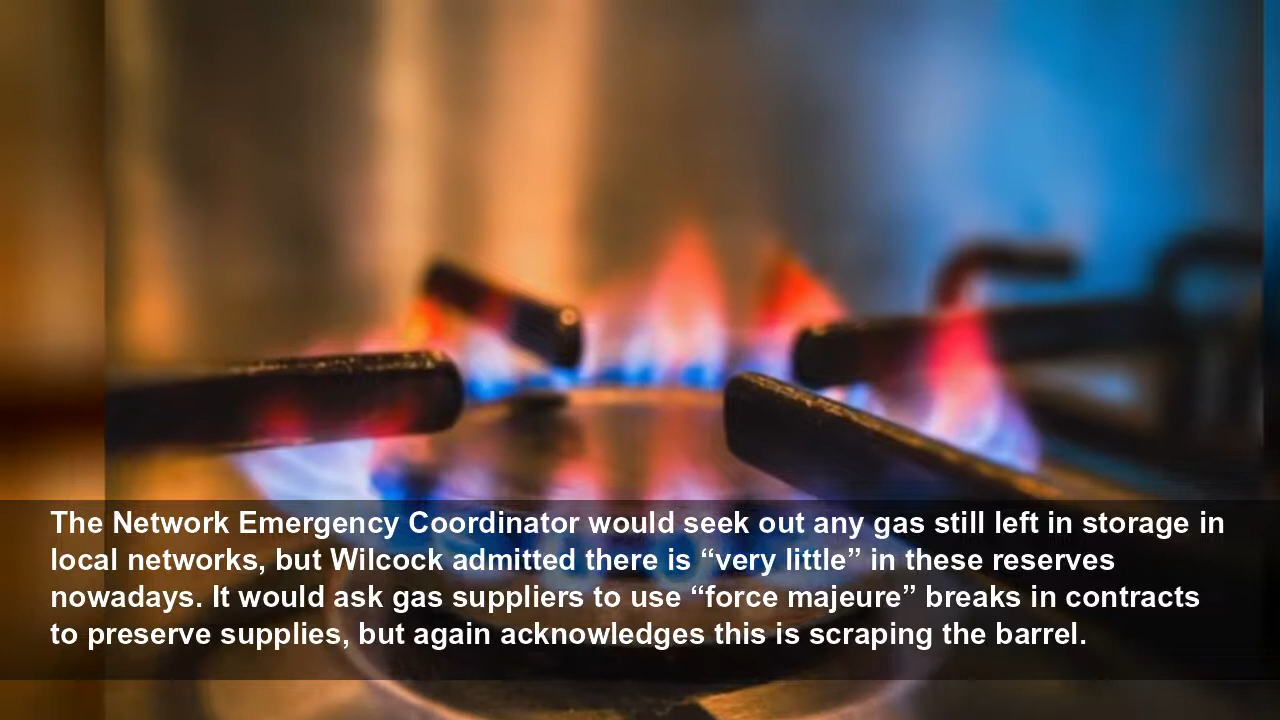 The Network Emergency Coordinator would seek out any gas still left in storage in
local networks, but Wilcock admitted there is “very little” in these reserves
nowadays. It would ask gas suppliers to use “force majeure” breaks in contracts
to preserve supplies, but again acknowledges this is scraping the barrel.